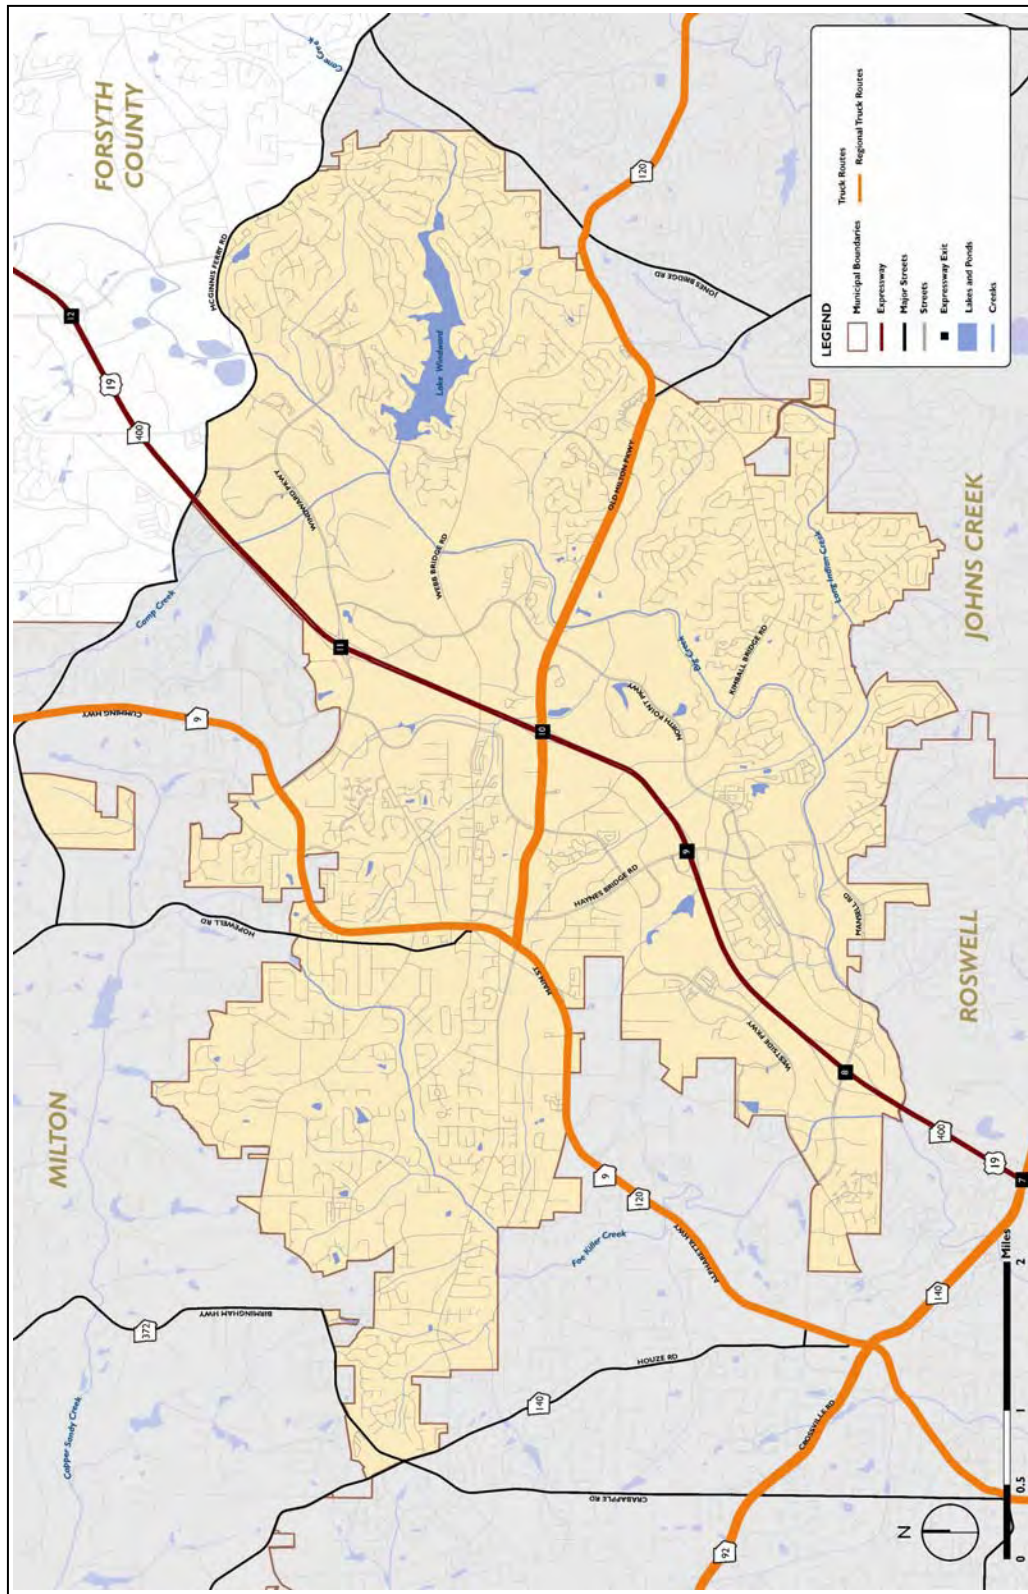 FORSYTH
COUNTY
MILTON
Copper Sandy Creek
372
BIRMINGHAM HWY
CUMMING HWY
9
Camp Creek
12
19
400
MCGINNIS FERRY RD
HOPEWELL RD
WINDWARD PKWY
11
Lake Windward
WEBB BRIDGE RD
MAIN ST
10
140
HOUZE RD
Foe Killer Creek
9
120
ALPHARETTA HWY
HAYNES BRIDGE RD
OLD MILTON PKWY
120
JONES BRIDGE RD
CRABAPPLE RD
92
CROSSVILLE RD
NORTH POINT PKWY
Big Creek
9
KIMBALL BRIDGE RD
WESTSIDE PKWY
8
MANSELL RD
Long Indian Creek
140
400
19
7
ROSWELL
JOHNS CREEK
LEGEND
Municipal Boundaries
Expressway
Major Streets
Streets
Expressway Exit
Lakes and Ponds
Creeks
Truck Routes
Regional Truck Routes
N
0 0.5 1 2
Miles